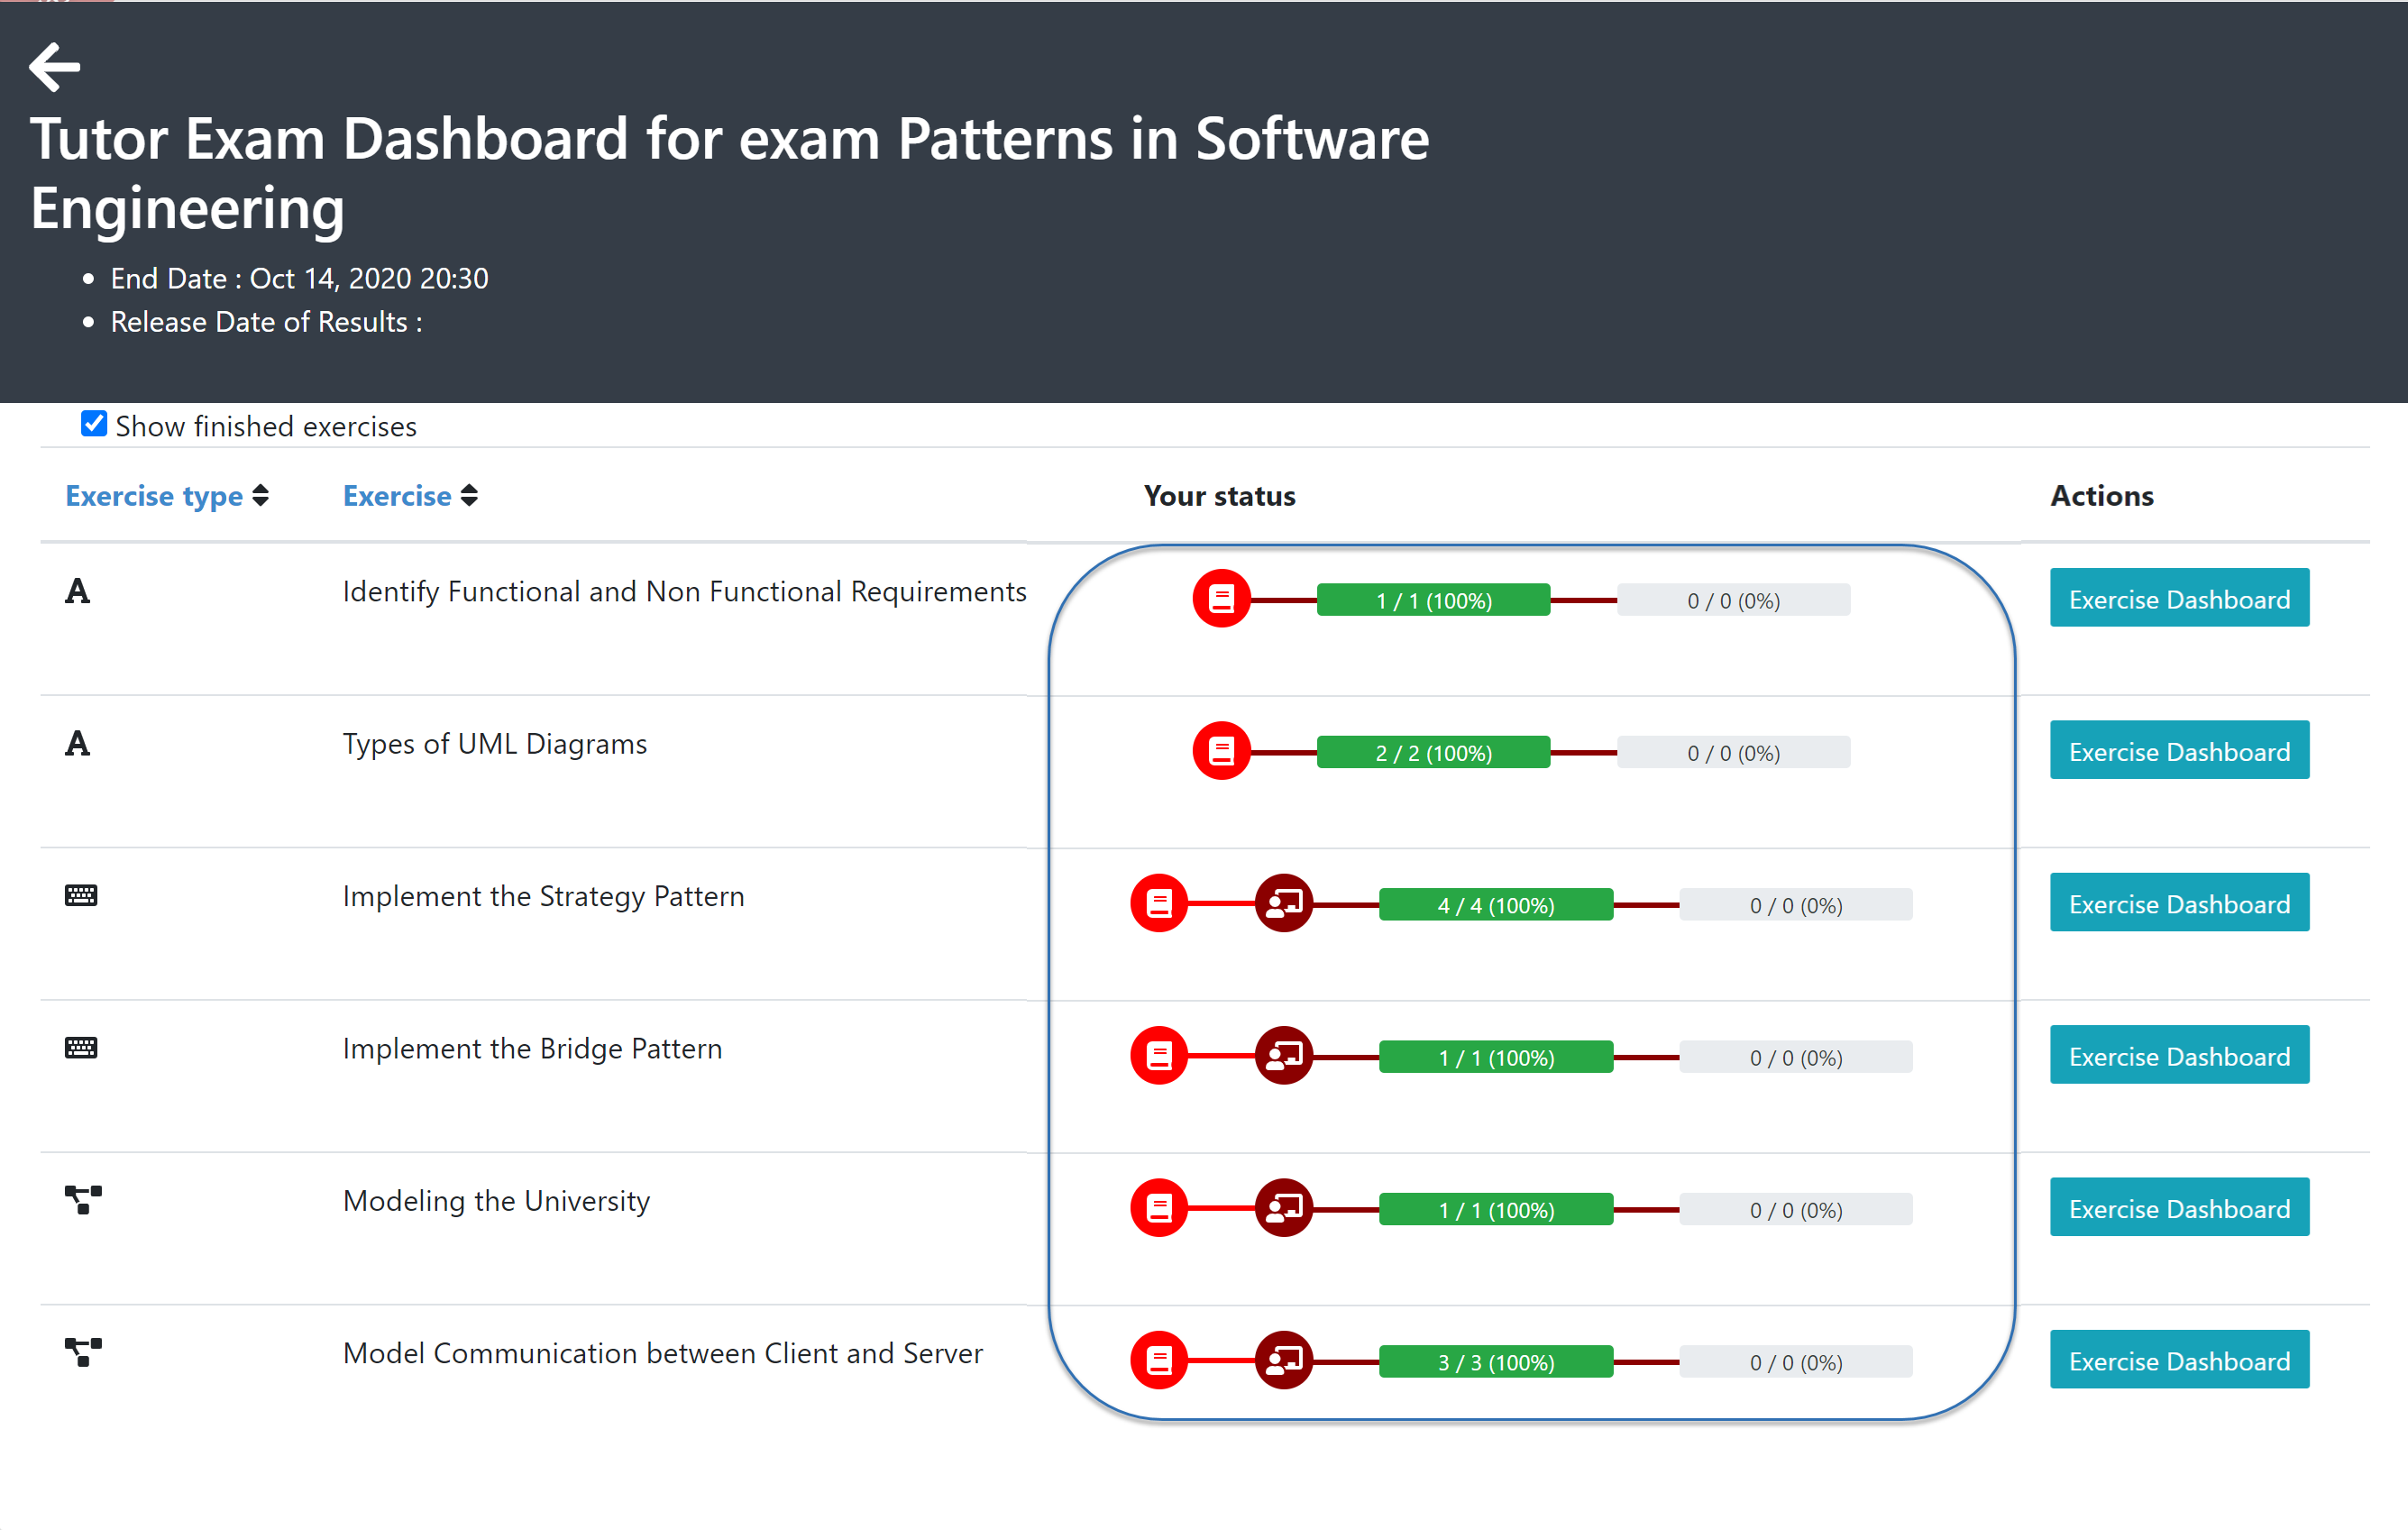 Tutor Exam Dashboard for exam Patterns in Software
Engineering
End Date : Oct 14, 2020 20:30
Release Date of Results :
Show finished exercises
Exercise type Exercise Your status Actions
Identify Functional and Non Functional Requirements 1 / 1 (100%) 0 / 0 (0%) Exercise Dashboard
Types of UML Diagrams 2 / 2 (100%) 0 / 0 (0%) Exercise Dashboard
Implement the Strategy Pattern 4 / 4 (100%) 0 / 0 (0%) Exercise Dashboard
Implement the Bridge Pattern 1 / 1 (100%) 0 / 0 (0%) Exercise Dashboard
Modeling the University 1 / 1 (100%) 0 / 0 (0%) Exercise Dashboard
Model Communication between Client and Server 3 / 3 (100%) 0 / 0 (0%) Exercise Dashboard